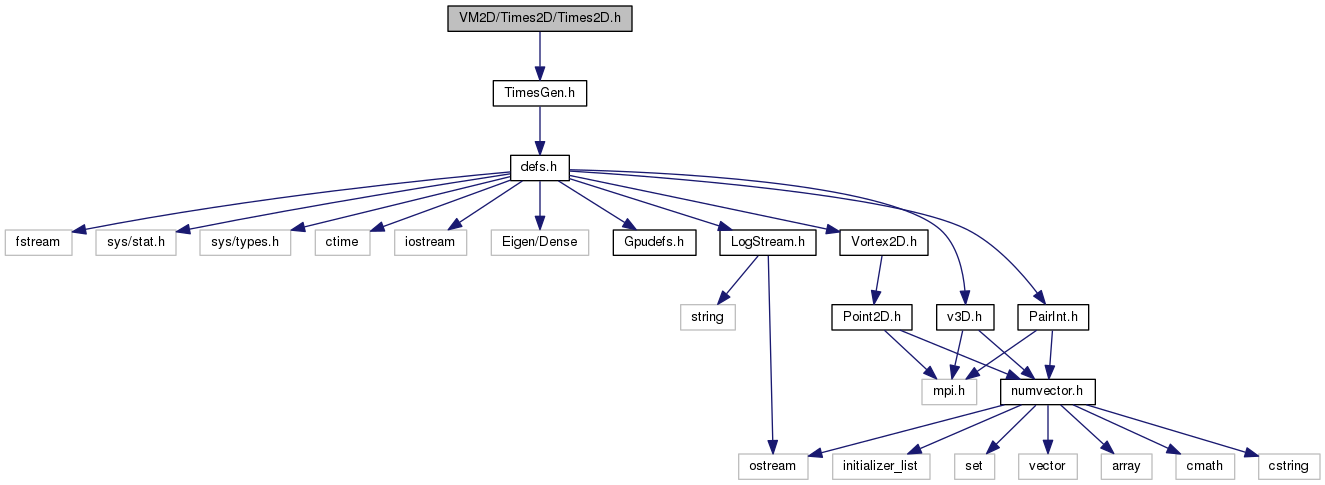 VM2D/Times2D/Times2D.h
TimesGen.h
defs.h
fstream
sys/stat.h
sys/types.h
ctime
iostream
Eigen/Dense
Gpudefs.h
LogStream.h
Vortex2D.h
string
Point2D.h
v3D.h
PairInt.h
mpi.h
numvector.h
ostream
initializer_list
set
vector
array
cmath
cstring